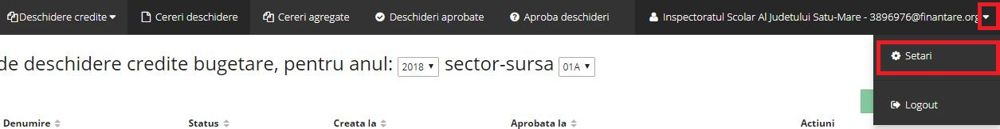 Deschidere credite Cereri deschidere Cereri agregate Deschideri aprobate Aproba deschideri Inspectoratul Scolar Al Judetului Satu-Mare - 3896976@finantare.org
Setari
de deschidere credite bugetare, pentru anul: 2018 sector-sursa 01A
Logout
Denumire Status Creata la Aprobata la Actiuni